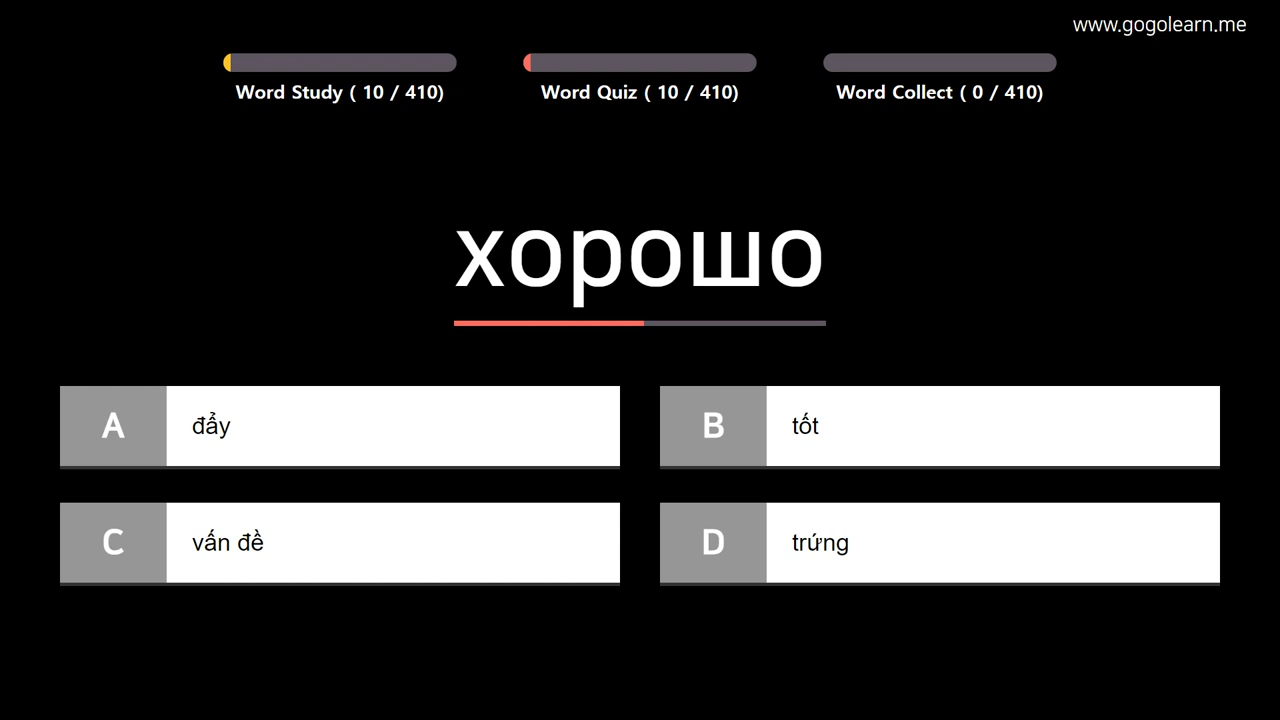 www.gogolearn.me
Word Study ( 10 / 410)
Word Quiz ( 10 / 410)
Word Collect ( 0 / 410)
хорошо
A đẩy
B tốt
C vấn đề
D trứng